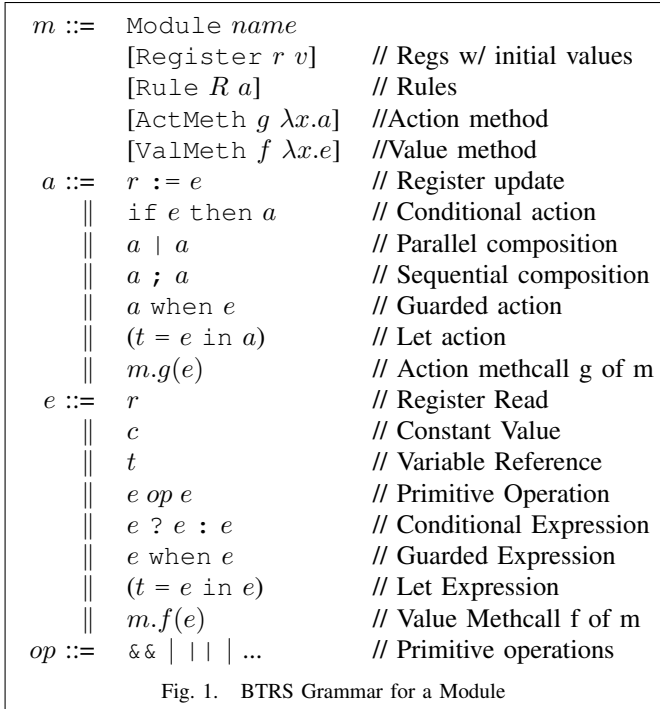 m ::= Module name
[Register r v] // Regs w/ initial values
[Rule R a] // Rules
[ActMeth g λx.a] //Action method
[ValMeth f λx.e] //Value method
a ::= r := e // Register update
‖ if e then a // Conditional action
‖ a | a // Parallel composition
‖ a ; a // Sequential composition
‖ a when e // Guarded action
‖ (t = e in a) // Let action
‖ m.g(e) // Action methcall g of m
e ::= r // Register Read
‖ c // Constant Value
‖ t // Variable Reference
‖ e op e // Primitive Operation
‖ e ? e : e // Conditional Expression
‖ e when e // Guarded Expression
‖ (t = e in e) // Let Expression
‖ m.f(e) // Value Methcall f of m
op ::= && | || | ... // Primitive operations
Fig. 1. BTRS Grammar for a Module